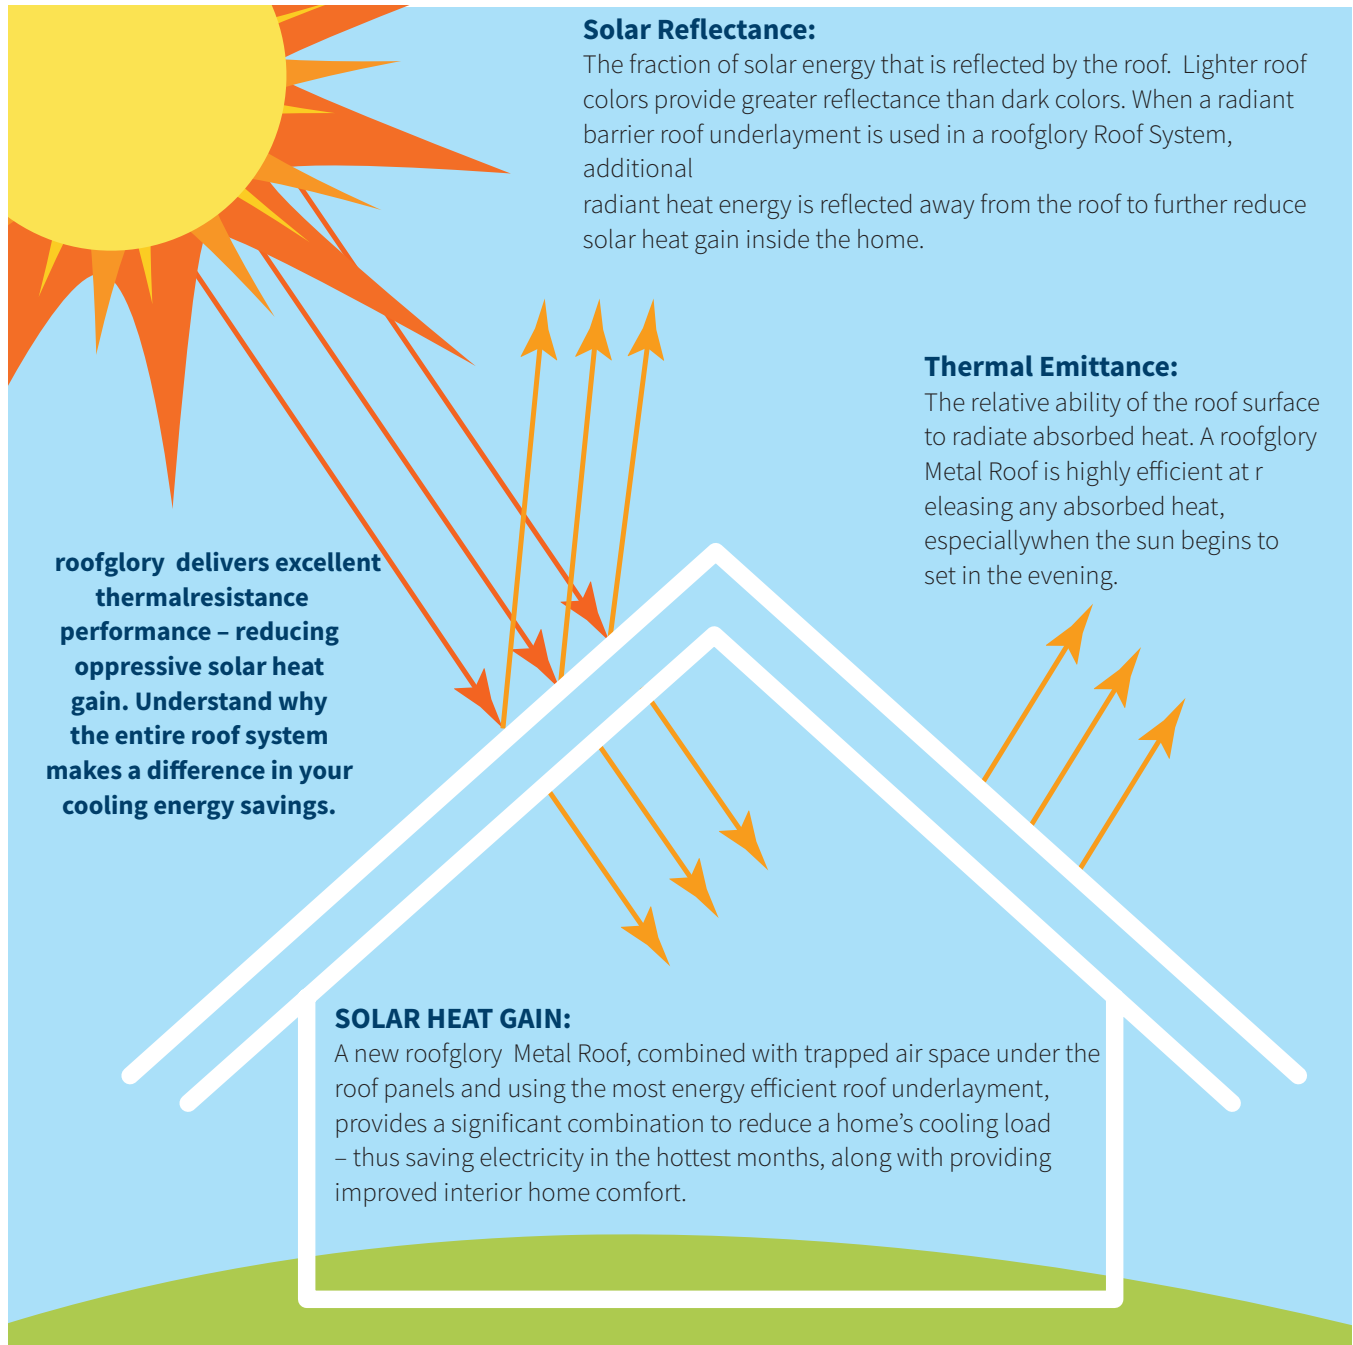 Solar Reflectance:
The fraction of solar energy that is reflected by the roof.  Lighter roof
colors provide greater reflectance than dark colors. When a radiant
barrier roof underlayment is used in a roofglory Roof System,
additional
radiant heat energy is reflected away from the roof to further reduce
solar heat gain inside the home.
Thermal Emittance:
The relative ability of the roof surface
to radiate absorbed heat. A roofglory
Metal Roof is highly efficient at r
eleasing any absorbed heat,
especiallywhen the sun begins to
set in the evening.
roofglory  delivers excellent
thermalresistance
performance – reducing
oppressive solar heat
gain. Understand why
the entire roof system
makes a difference in your
cooling energy savings.
SOLAR HEAT GAIN:
A new roofglory  Metal Roof, combined with trapped air space under the
roof panels and using the most energy efficient roof underlayment,
provides a significant combination to reduce a home’s cooling load
– thus saving electricity in the hottest months, along with providing
improved interior home comfort.